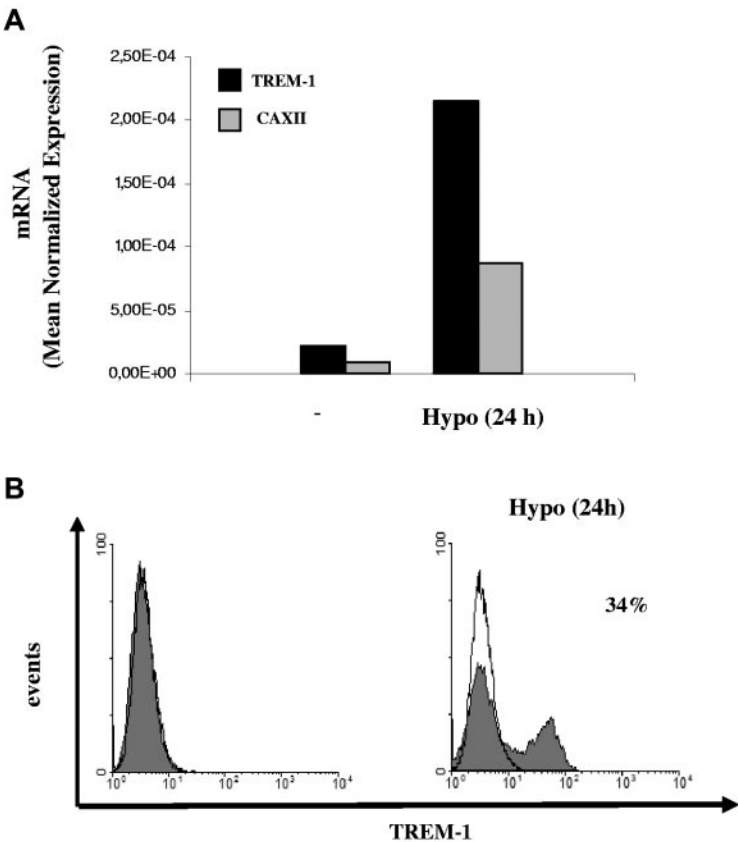 A
mRNA
(Mean Normalized Expression)
2,50E-04
2,00E-04
1,50E-04
1,00E-04
5,00E-05
0,00E+00
TREM-1
CAXII
-
Hypo (24 h)
B
Hypo (24h)
events
100
0
10^0 10^1 10^2 10^3 10^4
100
0
34%
10^0 10^1 10^2 10^3 10^4
TREM-1